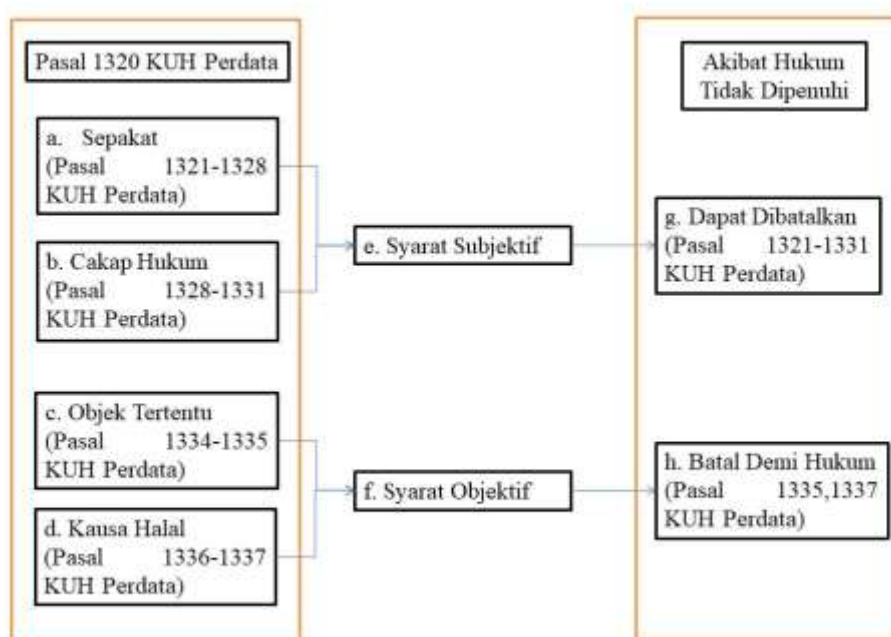 Pasal 1320 KUH Perdata
a. Sepakat
(Pasal 1321-1328
KUH Perdata)
b. Cakap Hukum
(Pasal 1328-1331
KUH Perdata)
c. Objek Tertentu
(Pasal 1334-1335
KUH Perdata)
d. Kausa Halal
(Pasal 1336-1337
KUH Perdata)
e. Syarat Subjektif
f. Syarat Objektif
Akibat Hukum
Tidak Dipenuhi
g. Dapat Dibatalkan
(Pasal 1321-1331
KUH Perdata)
h. Batal Demi Hukum
(Pasal 1335,1337
KUH Perdata)